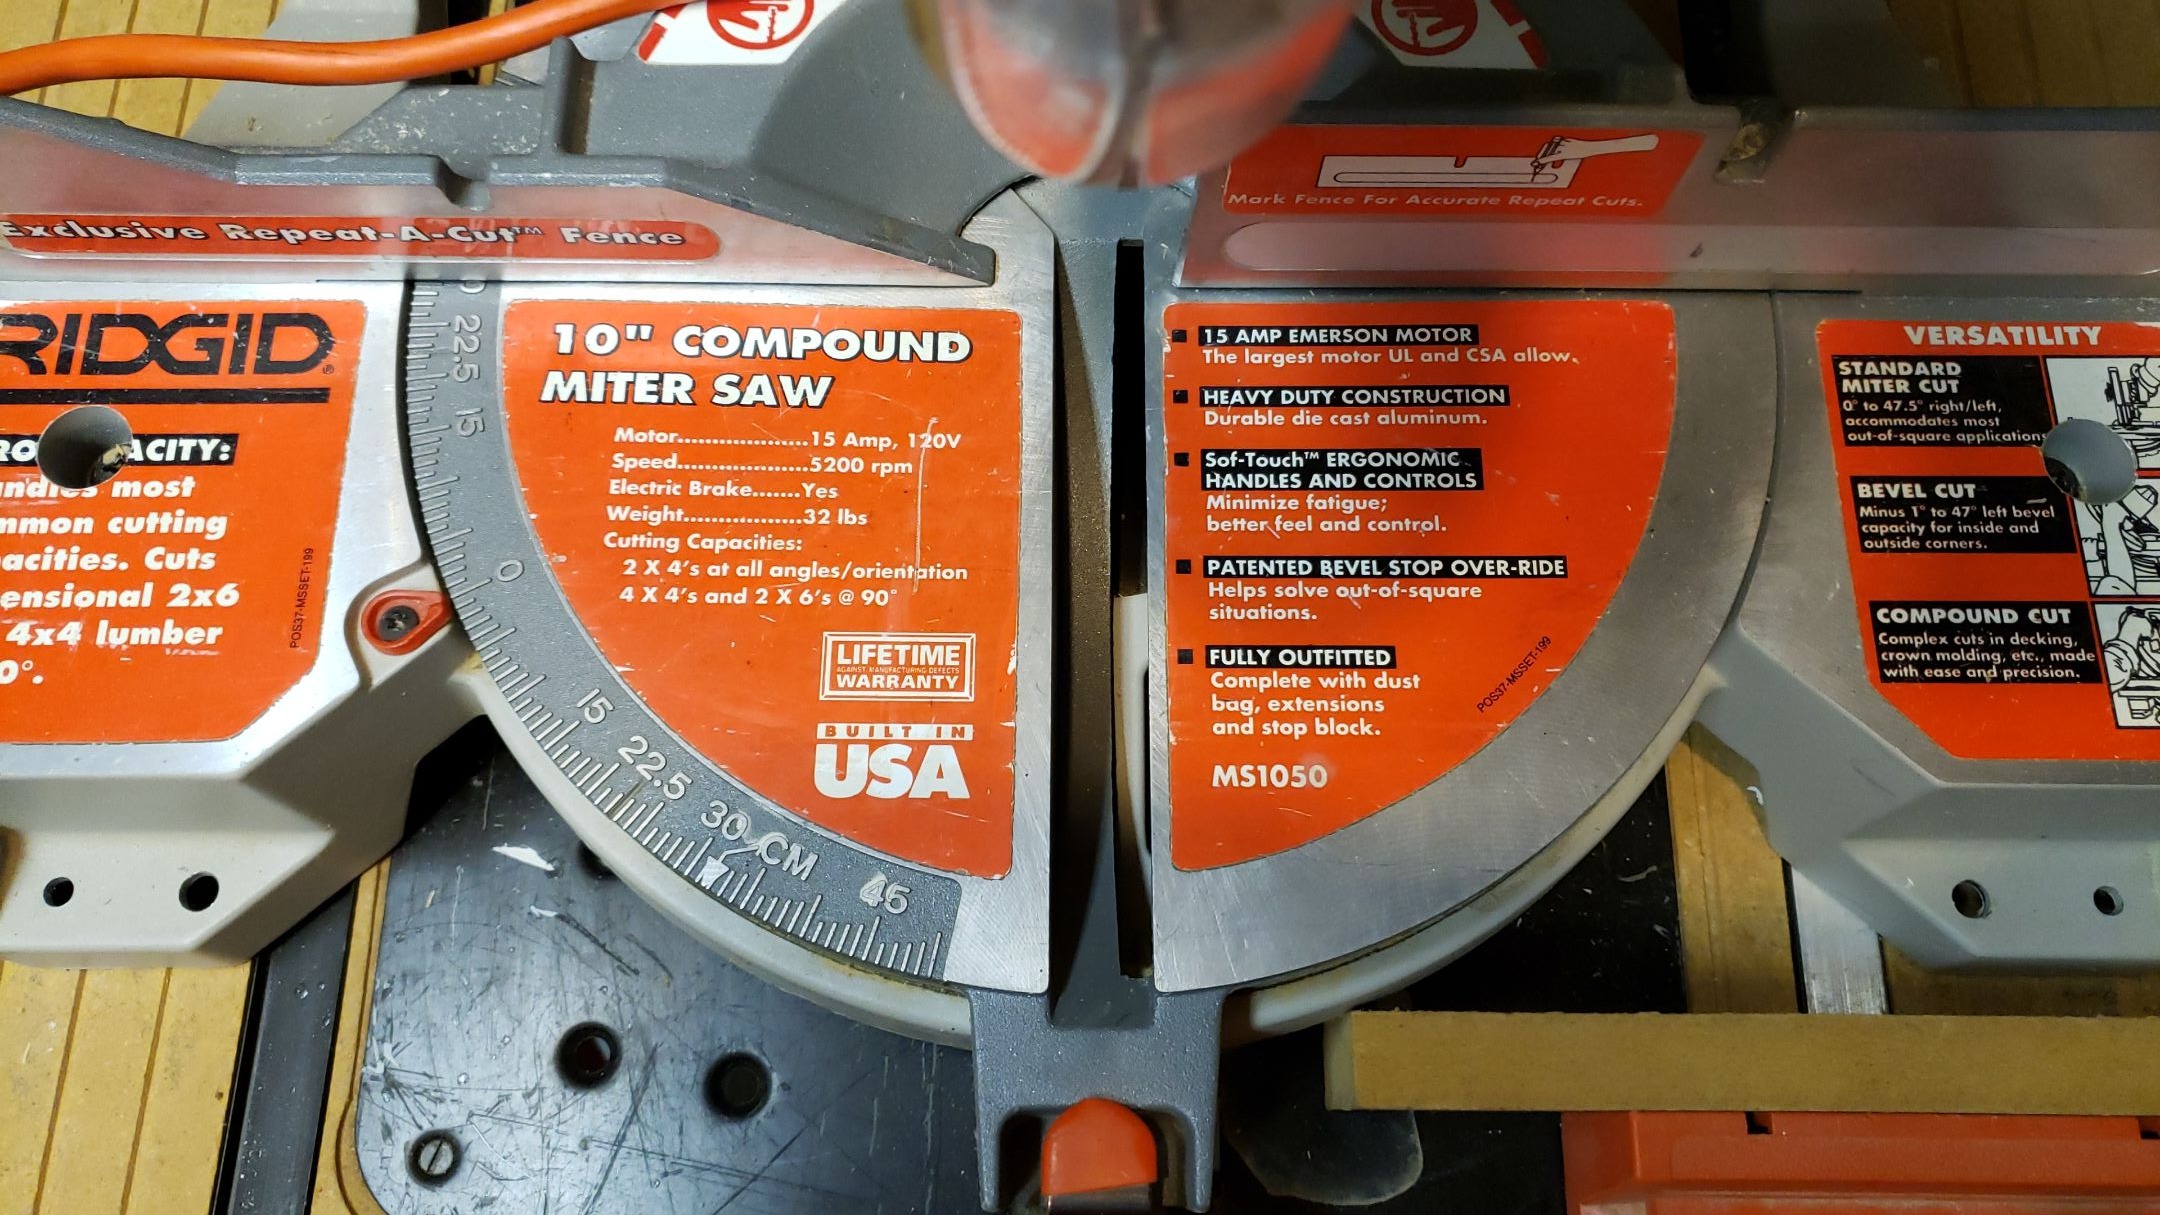 Exclusive Repeat-A-Cut™ Fence
Mark Fence For Accurate Repeat Cuts.
RIDGID®
ACITY:
most
cutting
Cuts
2x6
4x4 lumber
0°.
POS37-MSSET-199
22.5
15
0
15
22.5
30 CM
45
10" COMPOUND
MITER SAW
Motor...................15 Amp, 120V
Speed...................5200 rpm
Electric Brake.......Yes
Weight.................32 lbs
Cutting Capacities:
2 X 4's at all angles/orientation
4 X 4's and 2 X 6's @ 90°
LIFETIME
AGAINST MANUFACTURING DEFECTS
WARRANTY
BUILT IN
USA
15 AMP EMERSON MOTOR
The largest motor UL and CSA allow.
HEAVY DUTY CONSTRUCTION
Durable die cast aluminum.
Sof-Touch™ ERGONOMIC
HANDLES AND CONTROLS
Minimize fatigue;
better feel and control.
PATENTED BEVEL STOP OVER-RIDE
Helps solve out-of-square
situations.
FULLY OUTFITTED
Complete with dust
bag, extensions
and stop block.
MS1050
POS37-MSSET-199
VERSATILITY
STANDARD
MITER CUT
0° to 47.5° right/left,
accommodates most
out-of-square applications
BEVEL CUT
Minus 1° to 47° left bevel
capacity for inside and
outside corners.
COMPOUND CUT
Complex cuts in decking,
crown molding, etc., made
with ease and precision.